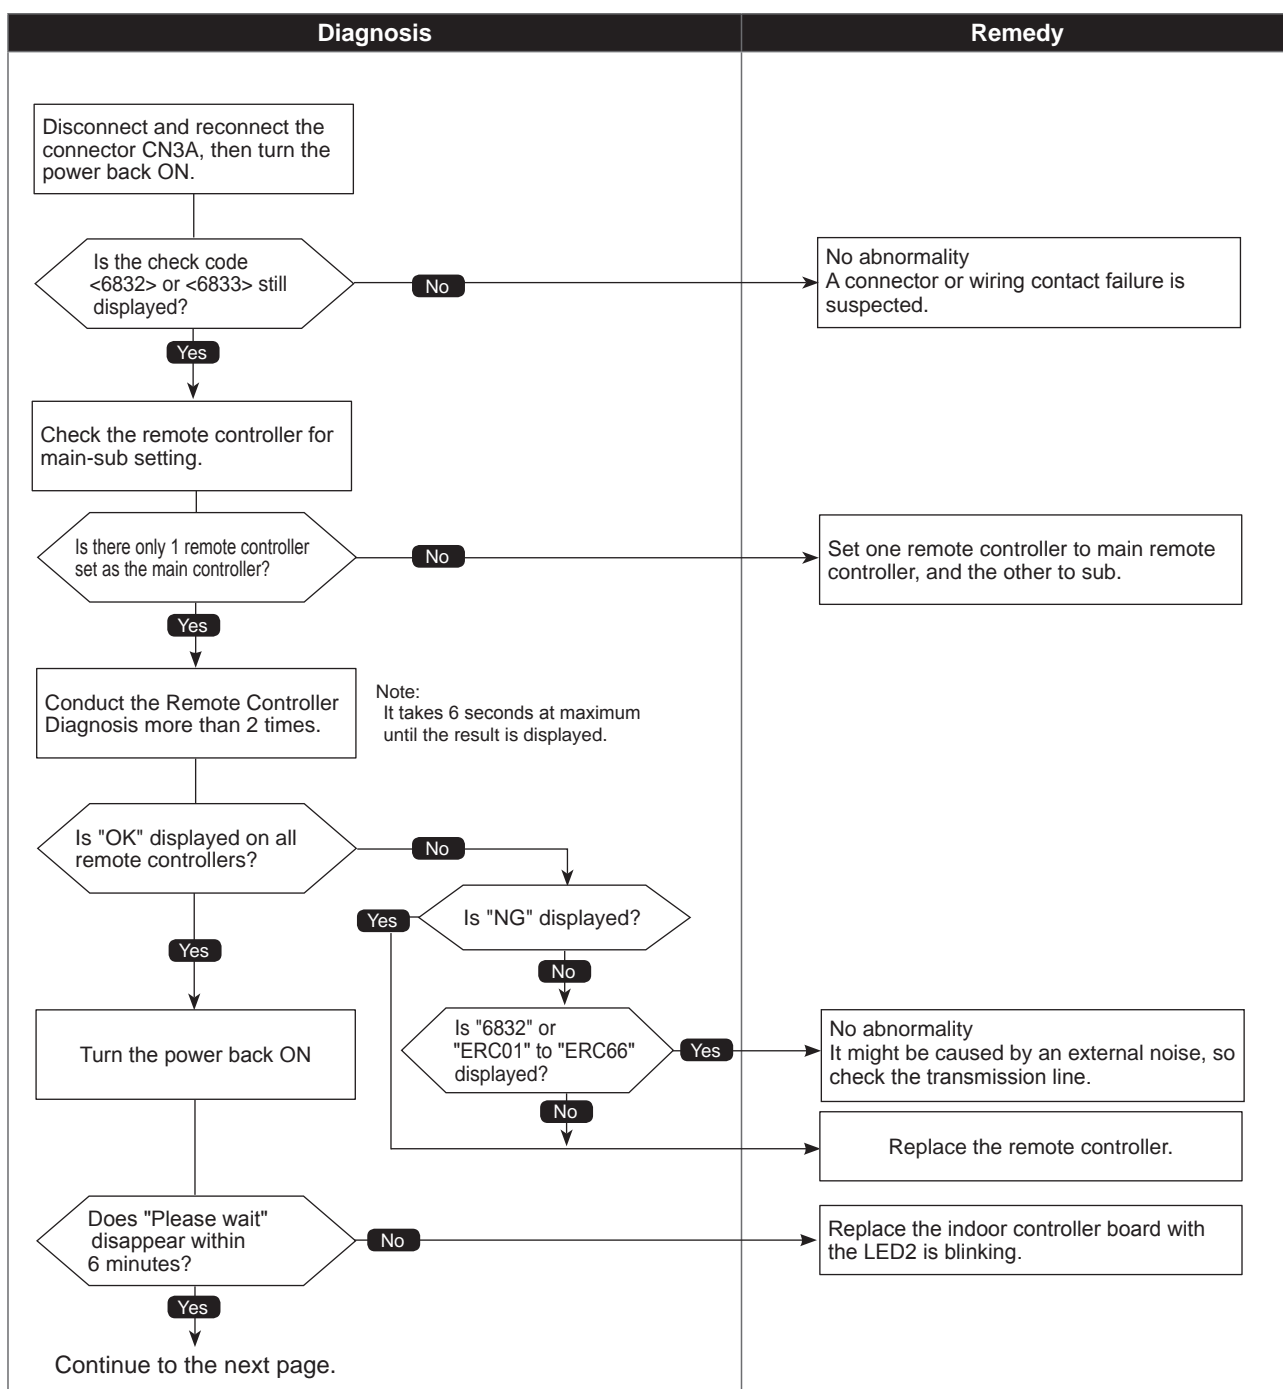 Diagnosis
Remedy
Disconnect and reconnect the
connector CN3A, then turn the
power back ON.
Is the check code
<6832> or <6833> still
displayed?
No
No abnormality
A connector or wiring contact failure is
suspected.
Yes
Check the remote controller for
main-sub setting.
Is there only 1 remote controller
set as the main controller?
No
Set one remote controller to main remote
controller, and the other to sub.
Yes
Conduct the Remote Controller
Diagnosis more than 2 times.
Note:
It takes 6 seconds at maximum
until the result is displayed.
Is "OK" displayed on all
remote controllers?
No
Is "NG" displayed?
Yes
Yes
No
Turn the power back ON
Is "6832" or
"ERC01" to "ERC66"
displayed?
Yes
No abnormality
It might be caused by an external noise, so
check the transmission line.
No
Replace the remote controller.
Does "Please wait"
disappear within
6 minutes?
No
Replace the indoor controller board with
the LED2 is blinking.
Yes
Continue to the next page.